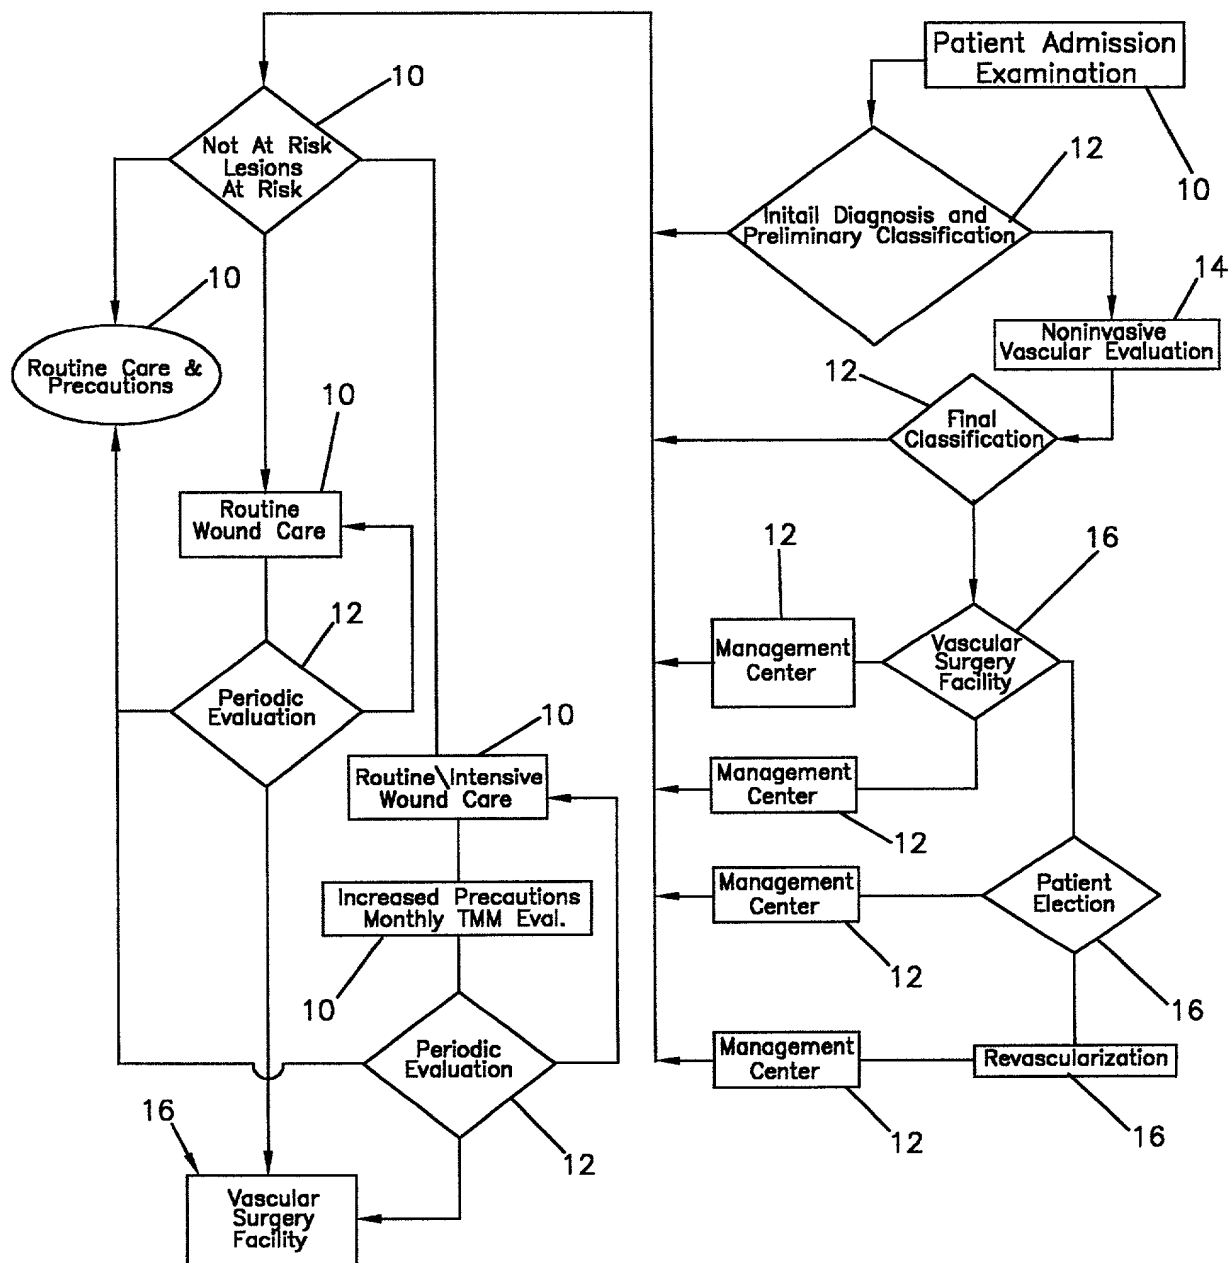 Patient Admission
Examination
10
10
Not At Risk
Lesions
At Risk
12
Initail Diagnosis and
Preliminary Classification
10
14
Noninvasive
Vascular Evaluation
Routine Care &
Precautions
12
Final
Classification
10
Routine
Wound Care
12
16
Management
Center
Vascular
Surgery
Facility
12
Periodic
Evaluation
10
Routine\Intensive
Wound Care
Management
Center
12
Increased Precautions
Monthly TMM Eval.
10
Management
Center
12
Patient
Election
16
Periodic
Evaluation
12
Management
Center
12
Revascularization
16
16
Vascular
Surgery
Facility